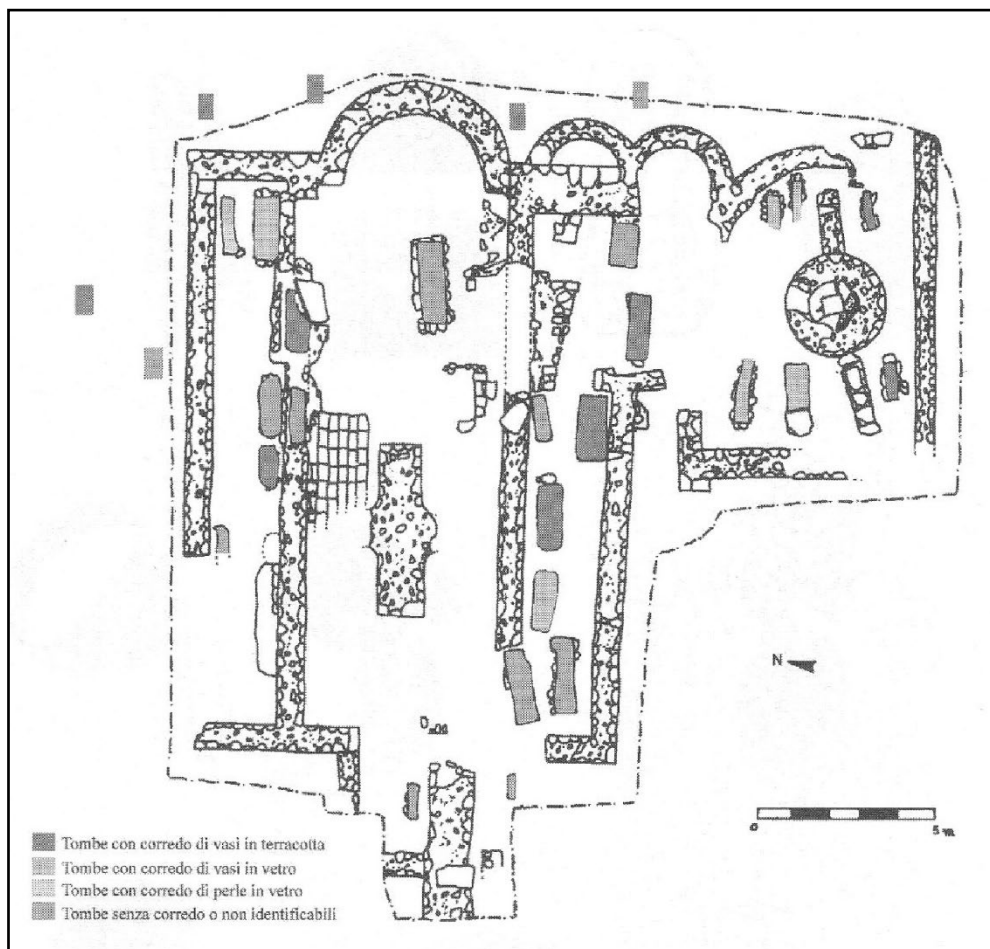 N
0
5 m.
Tombe con corredo di vasi in terracotta
Tombe con corredo di vasi in vetro
Tombe con corredo di perle in vetro
Tombe senza corredo o non identificabili